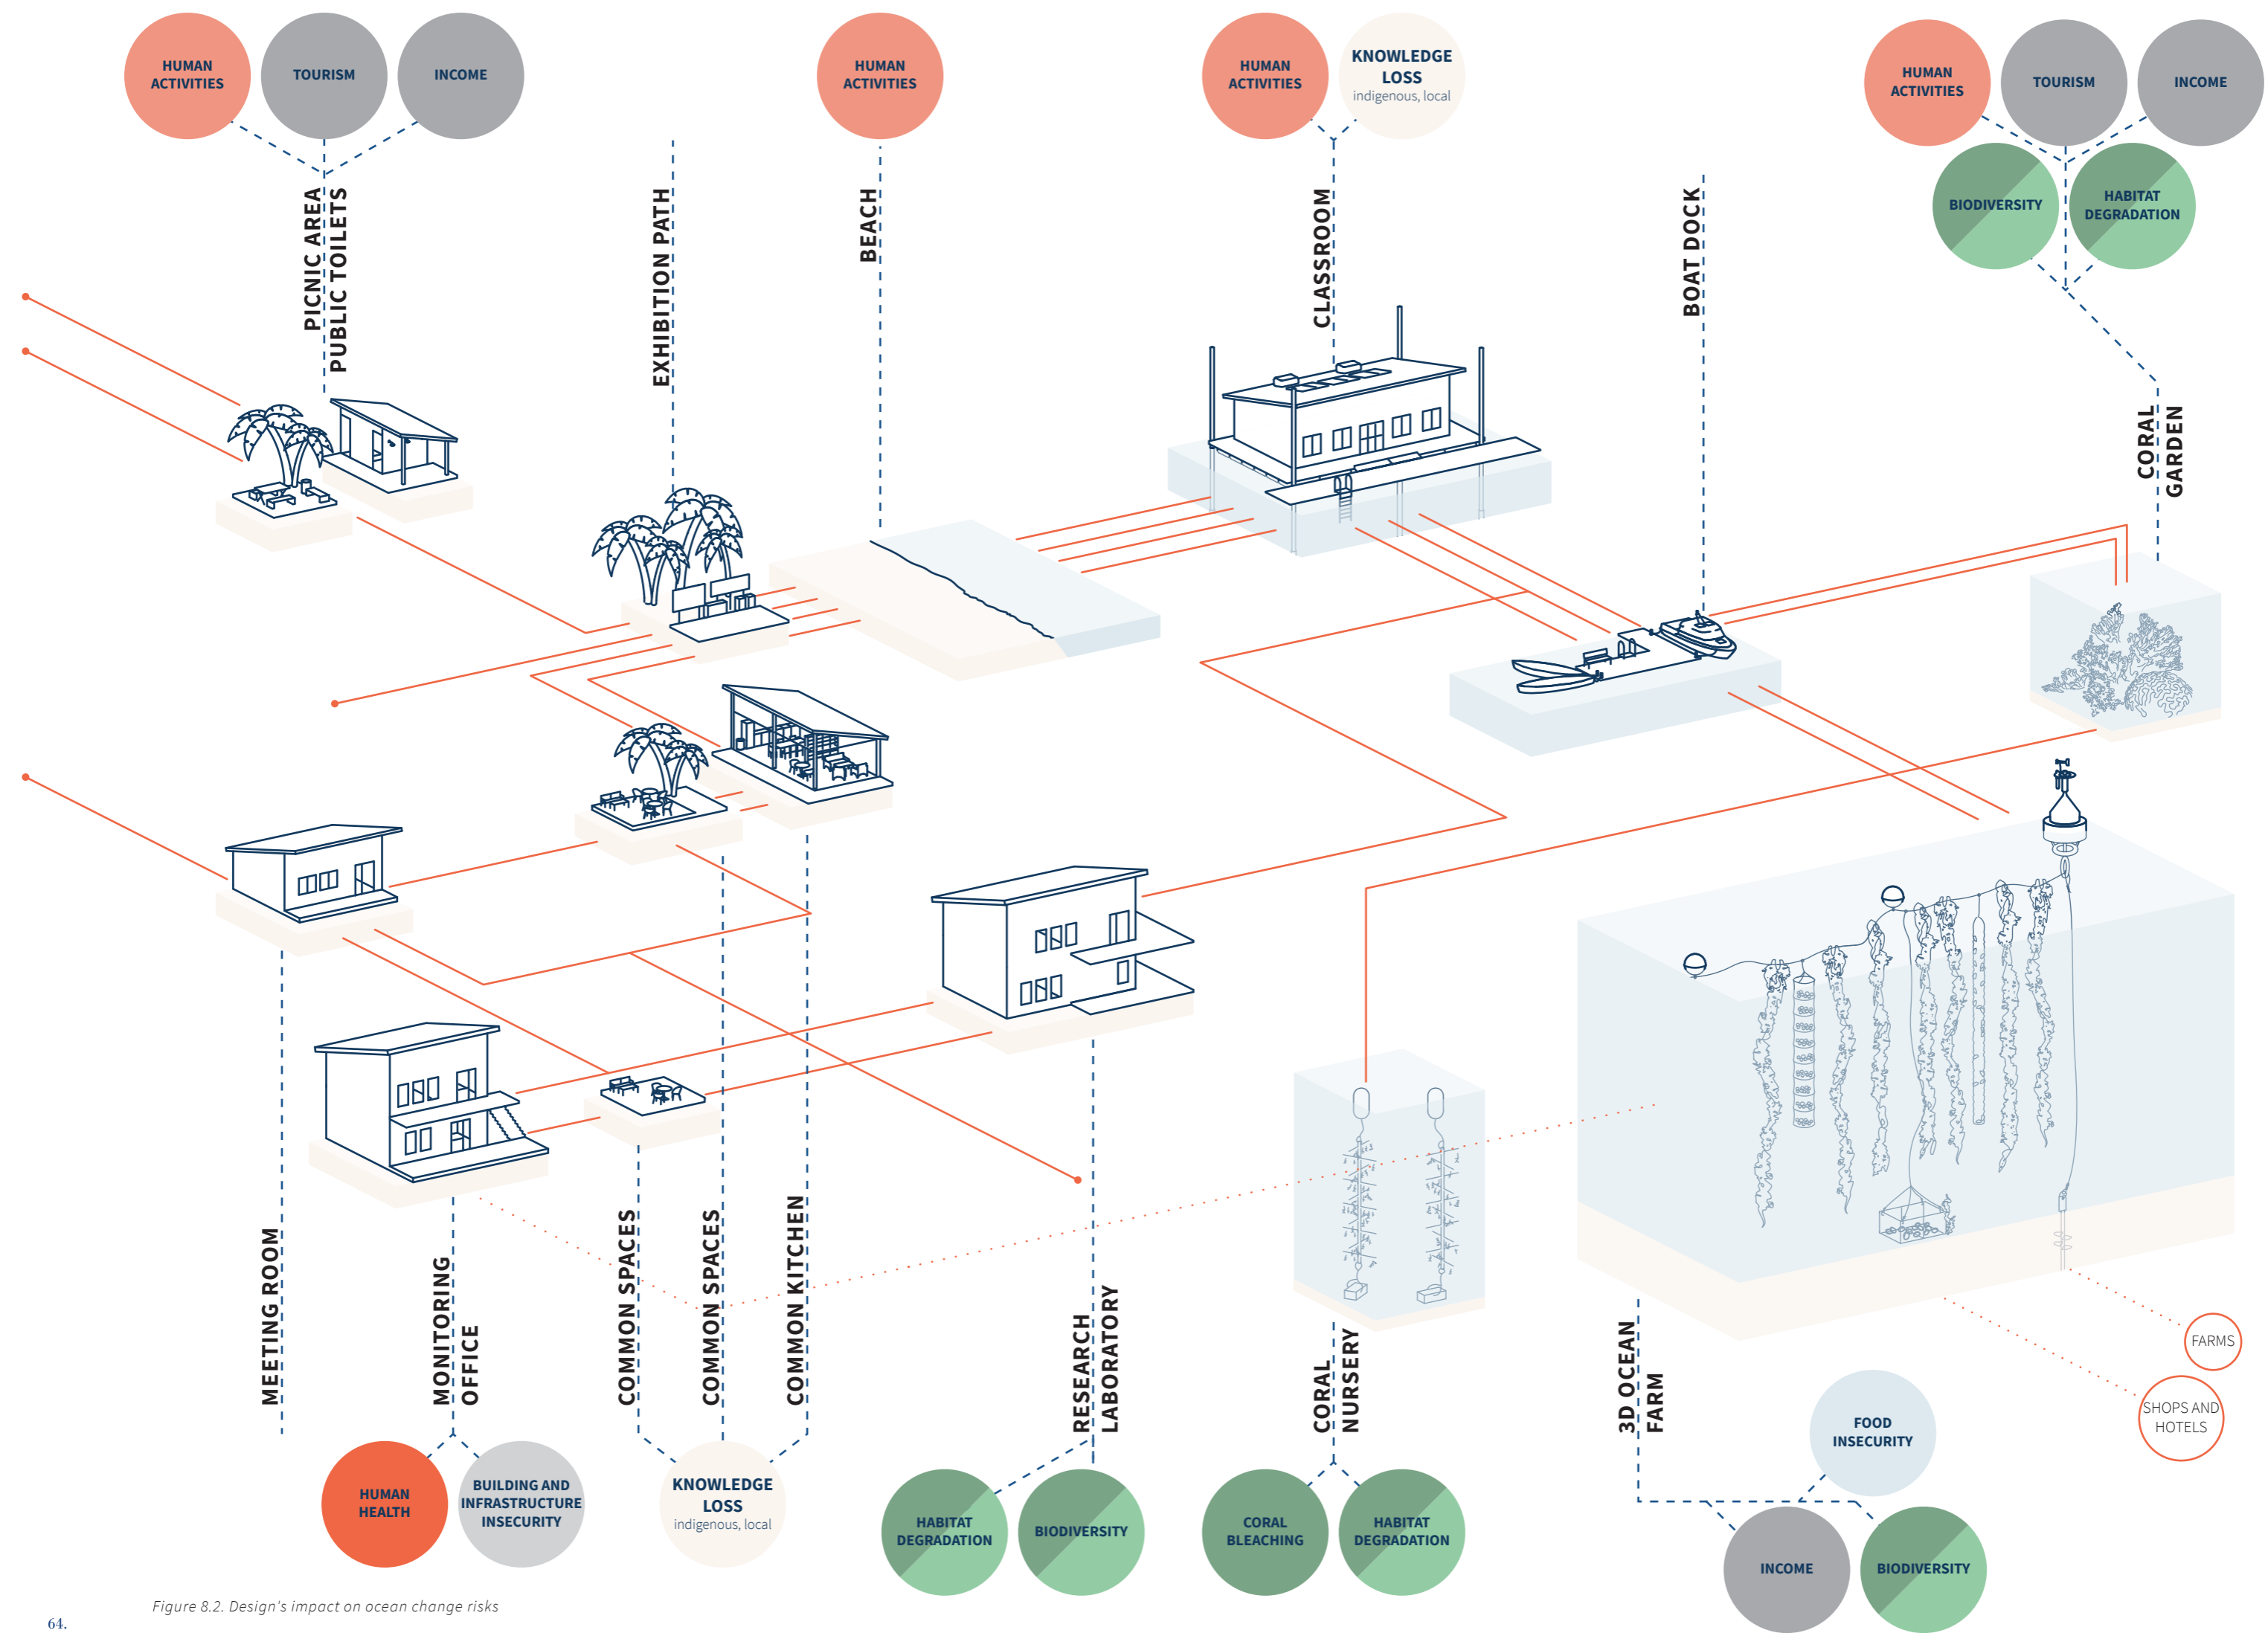 HUMAN
ACTIVITIES
TOURISM
INCOME
HUMAN
ACTIVITIES
HUMAN
ACTIVITIES
KNOWLEDGE
LOSS
indigenous, local
HUMAN
ACTIVITIES
TOURISM
INCOME
BIODIVERSITY
HABITAT
DEGRADATION
PICNIC AREA
PUBLIC TOILETS
EXHIBITION PATH
BEACH
CLASSROOM
BOAT DOCK
CORAL
GARDEN
MEETING ROOM
MONITORING
OFFICE
COMMON SPACES
COMMON SPACES
COMMON KITCHEN
RESEARCH
LABORATORY
CORAL
NURSERY
3D OCEAN
FARM
FARMS
SHOPS AND
HOTELS
HUMAN
HEALTH
BUILDING AND
INFRASTRUCTURE
INSECURITY
KNOWLEDGE
LOSS
indigenous, local
HABITAT
DEGRADATION
BIODIVERSITY
CORAL
BLEACHING
HABITAT
DEGRADATION
FOOD
INSECURITY
INCOME
BIODIVERSITY
Figure 8.2. Design's impact on ocean change risks
64.